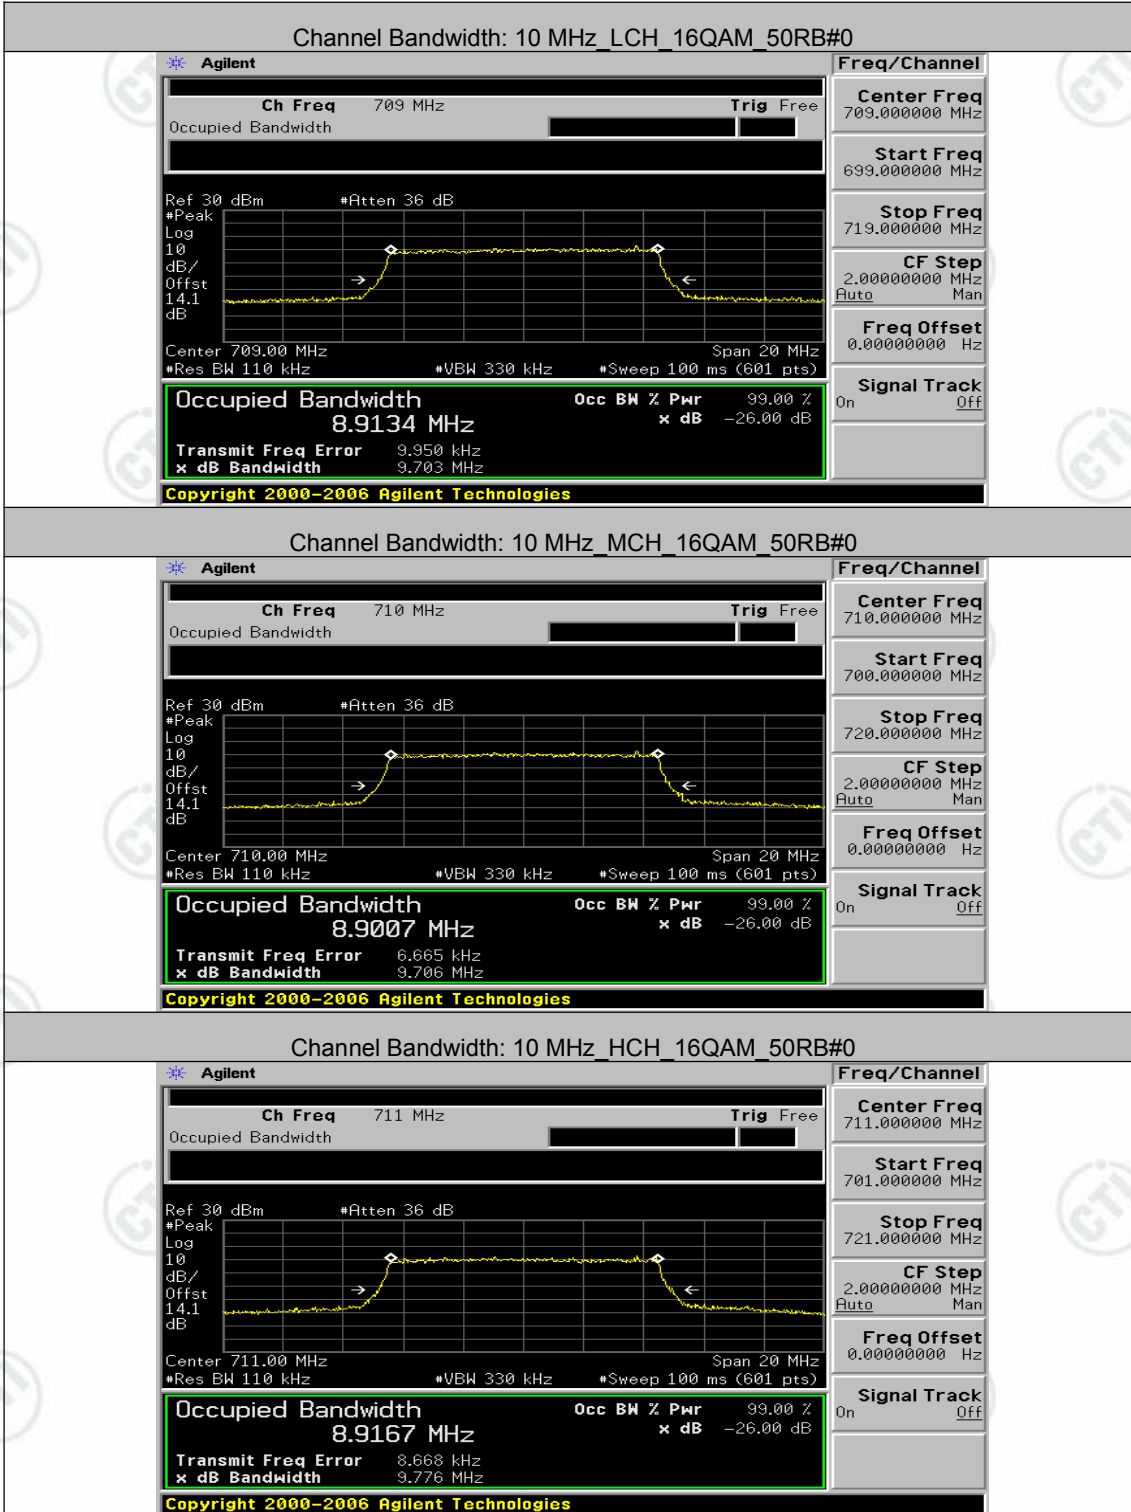 Channel Bandwidth: 10 MHz_LCH_16QAM_50RB#0
Agilent
Freq/Channel
Ch Freq 709 MHz Trig Free
Occupied Bandwidth
Center Freq
709.000000 MHz
Start Freq
699.000000 MHz
Stop Freq
719.000000 MHz
CF Step
2.00000000 MHz
Auto Man
Freq Offset
0.00000000 Hz
Signal Track
On Off
Ref 30 dBm #Atten 36 dB
#Peak
Log
10
dB/
Offst
14.1
dB
Center 709.00 MHz Span 20 MHz
#Res BW 110 kHz #VBW 330 kHz #Sweep 100 ms (601 pts)
Occupied Bandwidth Occ BW % Pwr 99.00 %
8.9134 MHz x dB -26.00 dB
Transmit Freq Error 9.950 kHz
x dB Bandwidth 9.703 MHz
Copyright 2000-2006 Agilent Technologies
Channel Bandwidth: 10 MHz_MCH_16QAM_50RB#0
Agilent
Freq/Channel
Ch Freq 710 MHz Trig Free
Occupied Bandwidth
Center Freq
710.000000 MHz
Start Freq
700.000000 MHz
Stop Freq
720.000000 MHz
CF Step
2.00000000 MHz
Auto Man
Freq Offset
0.00000000 Hz
Signal Track
On Off
Ref 30 dBm #Atten 36 dB
#Peak
Log
10
dB/
Offst
14.1
dB
Center 710.00 MHz Span 20 MHz
#Res BW 110 kHz #VBW 330 kHz #Sweep 100 ms (601 pts)
Occupied Bandwidth Occ BW % Pwr 99.00 %
8.9007 MHz x dB -26.00 dB
Transmit Freq Error 6.665 kHz
x dB Bandwidth 9.706 MHz
Copyright 2000-2006 Agilent Technologies
Channel Bandwidth: 10 MHz_HCH_16QAM_50RB#0
Agilent
Freq/Channel
Ch Freq 711 MHz Trig Free
Occupied Bandwidth
Center Freq
711.000000 MHz
Start Freq
701.000000 MHz
Stop Freq
721.000000 MHz
CF Step
2.00000000 MHz
Auto Man
Freq Offset
0.00000000 Hz
Signal Track
On Off
Ref 30 dBm #Atten 36 dB
#Peak
Log
10
dB/
Offst
14.1
dB
Center 711.00 MHz Span 20 MHz
#Res BW 110 kHz #VBW 330 kHz #Sweep 100 ms (601 pts)
Occupied Bandwidth Occ BW % Pwr 99.00 %
8.9167 MHz x dB -26.00 dB
Transmit Freq Error 8.668 kHz
x dB Bandwidth 9.776 MHz
Copyright 2000-2006 Agilent Technologies
CTI
CTI
CTI
CTI
CTI
CTI
CTI
CTI